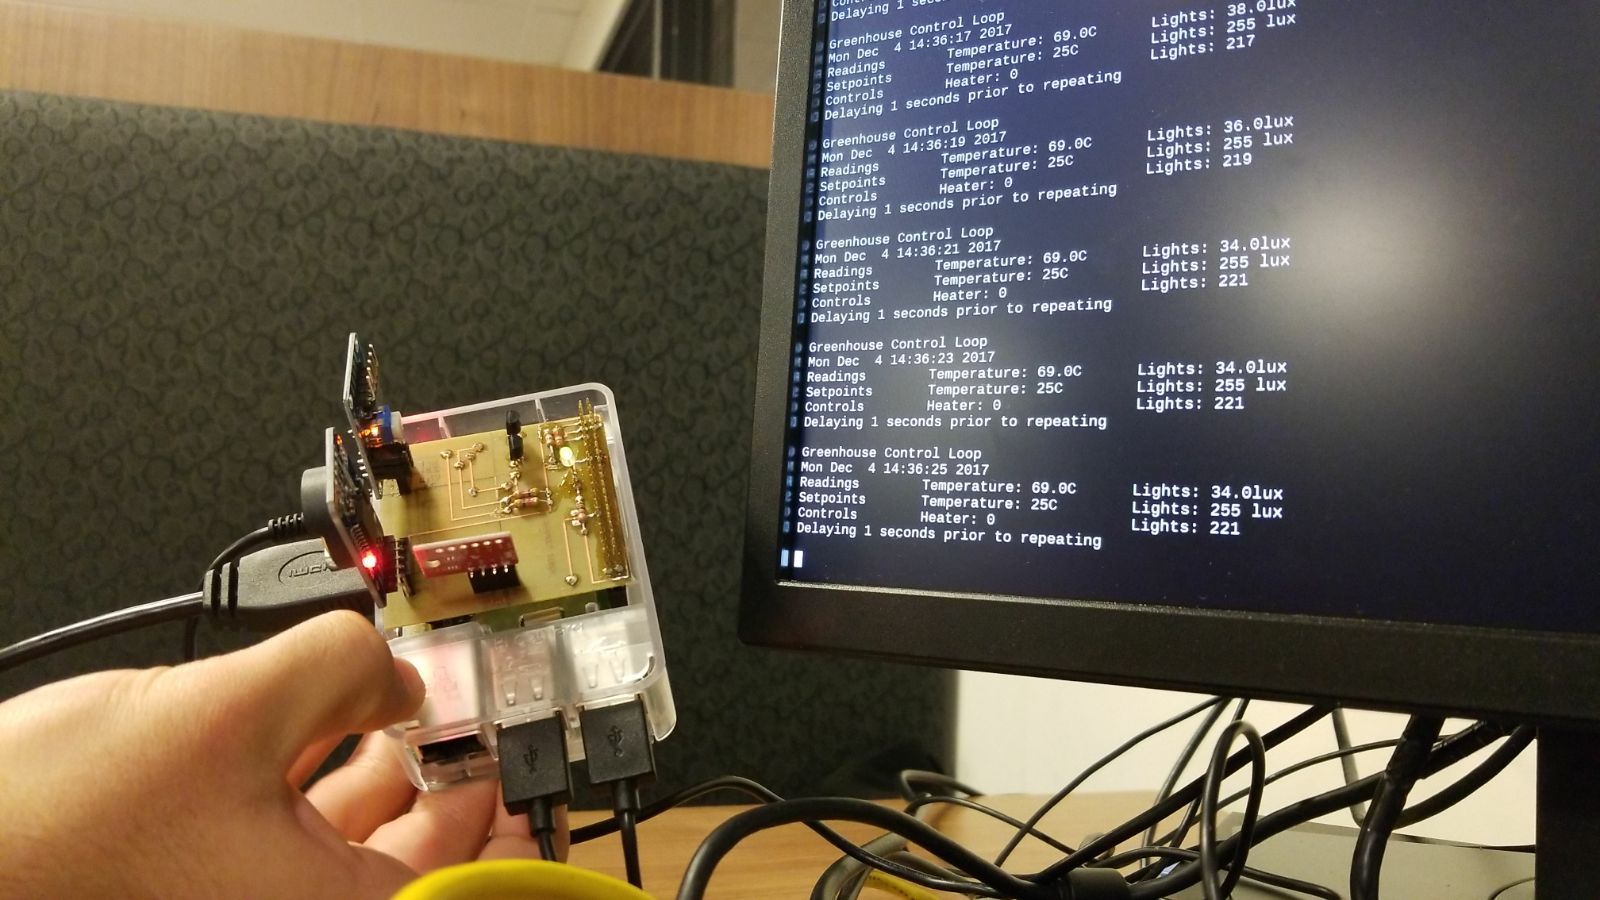 Delaying 1 seco
Lights: 38.0lux
Greenhouse Control Loop
Mon Dec  4 14:36:17 2017
Readings Temperature: 69.0C Lights: 255 lux
Setpoints Temperature: 25C Lights: 217
Controls Heater: 0
Delaying 1 seconds prior to repeating
Greenhouse Control Loop
Mon Dec  4 14:36:19 2017
Readings Temperature: 69.0C Lights: 36.0lux
Setpoints Temperature: 25C Lights: 255 lux
Controls Heater: 0 Lights: 219
Delaying 1 seconds prior to repeating
Greenhouse Control Loop
Mon Dec  4 14:36:21 2017
Readings Temperature: 69.0C Lights: 34.0lux
Setpoints Temperature: 25C Lights: 255 lux
Controls Heater: 0 Lights: 221
Delaying 1 seconds prior to repeating
Greenhouse Control Loop
Mon Dec  4 14:36:23 2017
Readings Temperature: 69.0C Lights: 34.0lux
Setpoints Temperature: 25C Lights: 255 lux
Controls Heater: 0 Lights: 221
Delaying 1 seconds prior to repeating
Greenhouse Control Loop
Mon Dec  4 14:36:25 2017
Readings Temperature: 69.0C Lights: 34.0lux
Setpoints Temperature: 25C Lights: 255 lux
Controls Heater: 0 Lights: 221
Delaying 1 seconds prior to repeating
HDMI